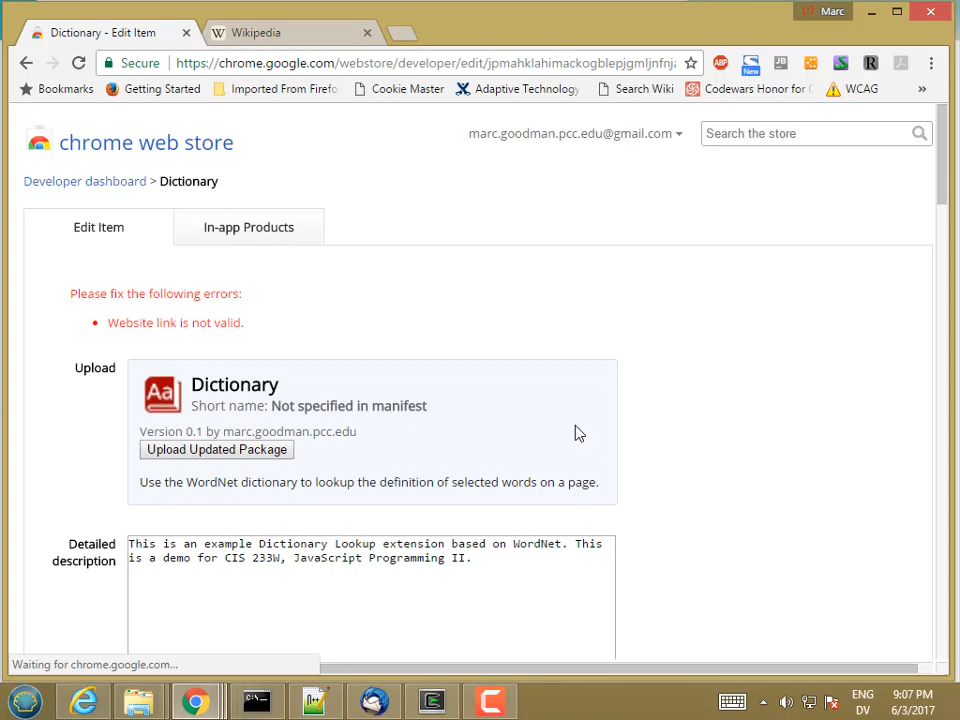 Marc
Dictionary - Edit Item
Wikipedia
Secure
https://chrome.google.com/webstore/developer/edit/jpmahklahimackogblepjgmljnfnja
ABP
New
JB
S
R
Bookmarks
Getting Started
Imported From Firefo
Cookie Master
Adaptive Technology
Search Wiki
Codewars Honor for
WCAG
»
chrome web store
marc.goodman.pcc.edu@gmail.com
Search the store
Developer dashboard > Dictionary
Edit Item
In-app Products
Please fix the following errors:
• Website link is not valid.
Upload
Aa
Dictionary
Short name: Not specified in manifest
Version 0.1 by marc.goodman.pcc.edu
Upload Updated Package
Use the WordNet dictionary to lookup the definition of selected words on a page.
Detailed
description
This is an example Dictionary Lookup extension based on WordNet. This
is a demo for CIS 233W, JavaScript Programming II.
Waiting for chrome.google.com...
ENG
DV
9:07 PM
6/3/2017